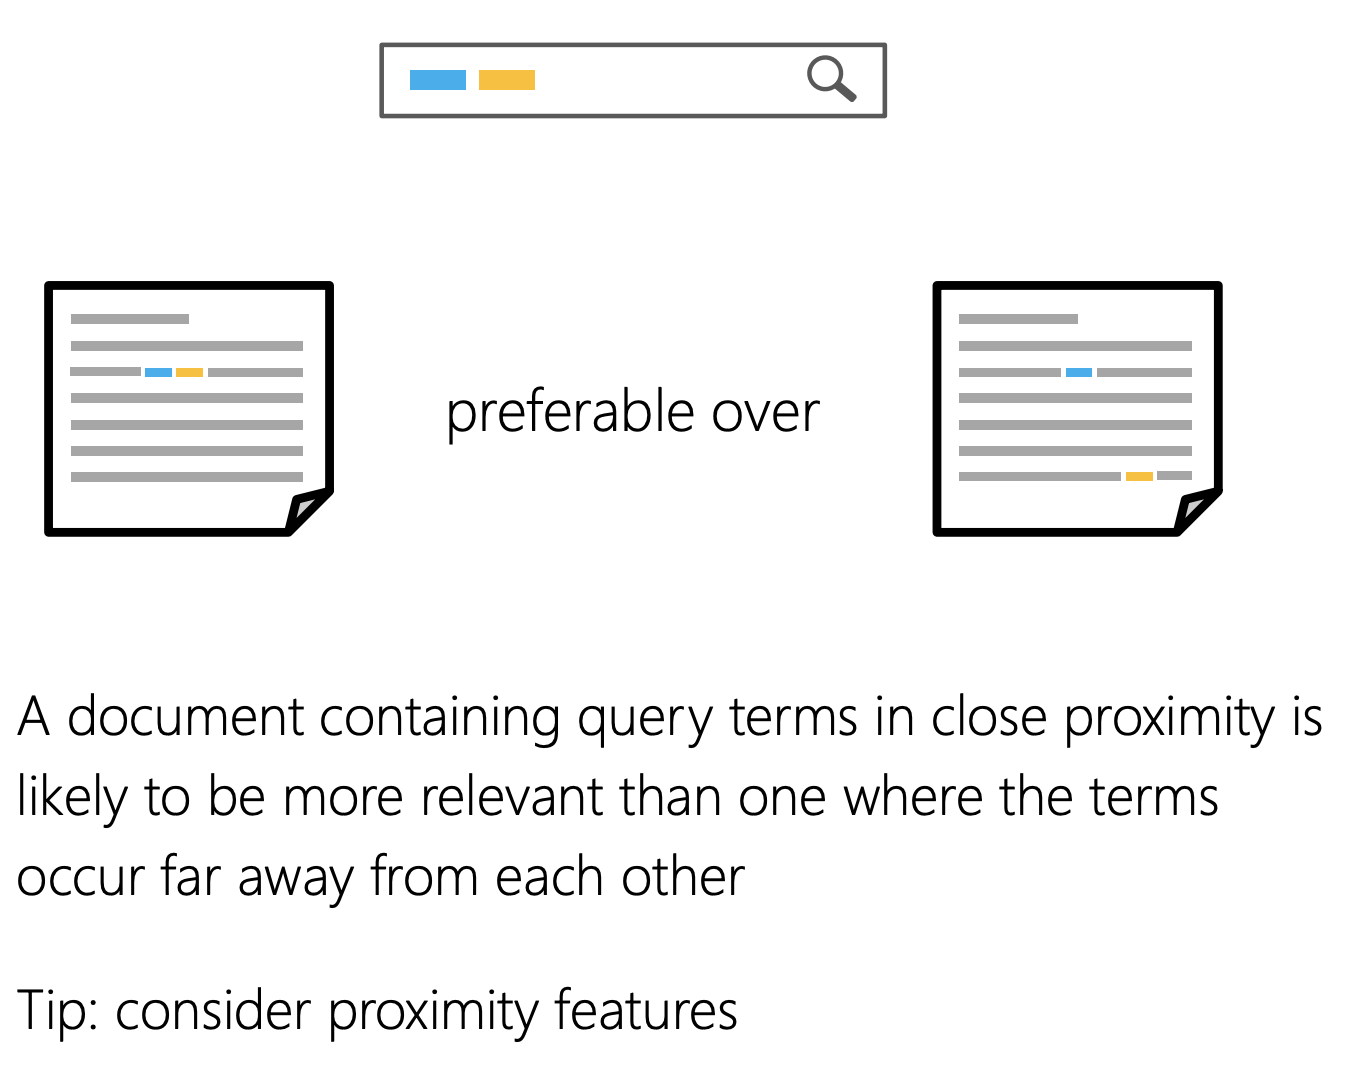 preferable over
A document containing query terms in close proximity is
likely to be more relevant than one where the terms
occur far away from each other
Tip: consider proximity features